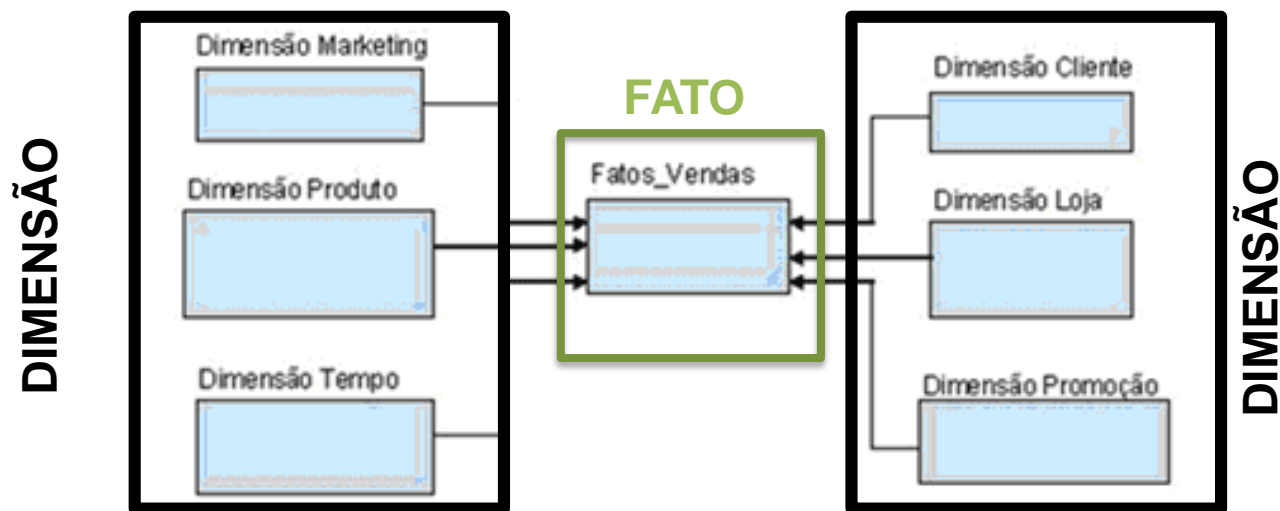 DIMENSÃO
Dimensão Marketing
Dimensão Produto
Dimensão Tempo
FATO
Fatos_Vendas
Dimensão Cliente
Dimensão Loja
Dimensão Promoção
DIMENSÃO